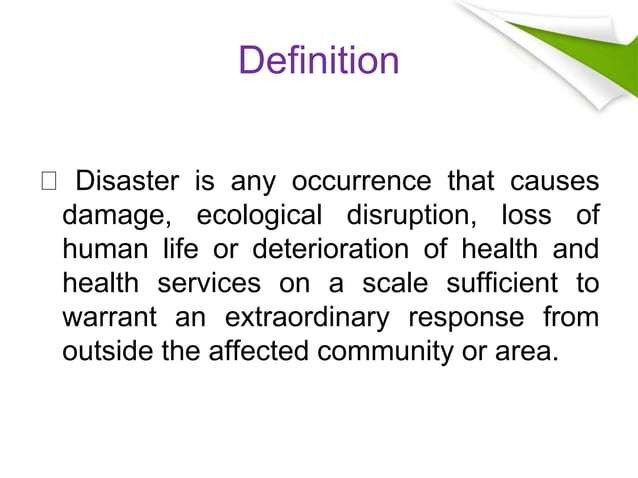 Definition
□ Disaster is any occurrence that causes
damage, ecological disruption, loss of
human life or deterioration of health and
health services on a scale sufficient to
warrant an extraordinary response from
outside the affected community or area.